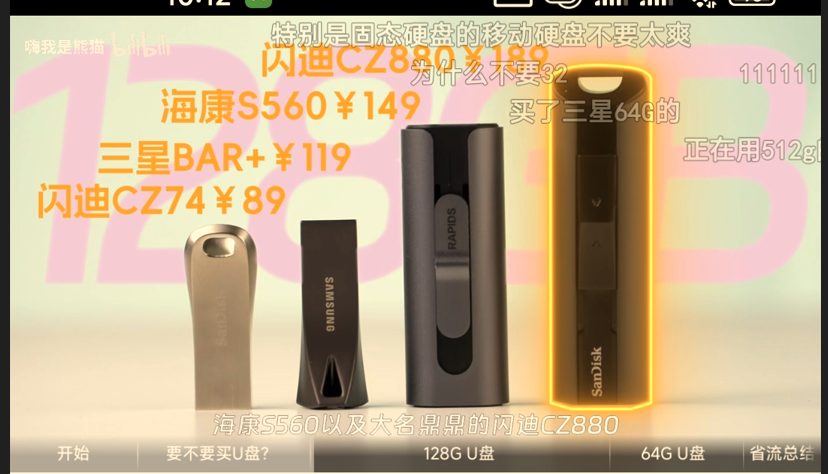 嗨我是熊猫 bilibili
特别是固态硬盘的移动硬盘不要太爽
闪迪CZ880￥189
为什么不要32
111111
海康S560￥149
买了三星64G的
三星BAR+￥119
正在用512g
闪迪CZ74￥89
128GB
RAPIDS
SAMSUNG
SanDisk
SanDisk
海康S560以及大名鼎鼎的闪迪CZ880
开始
要不要买U盘？
128G U盘
64G U盘
省流总结